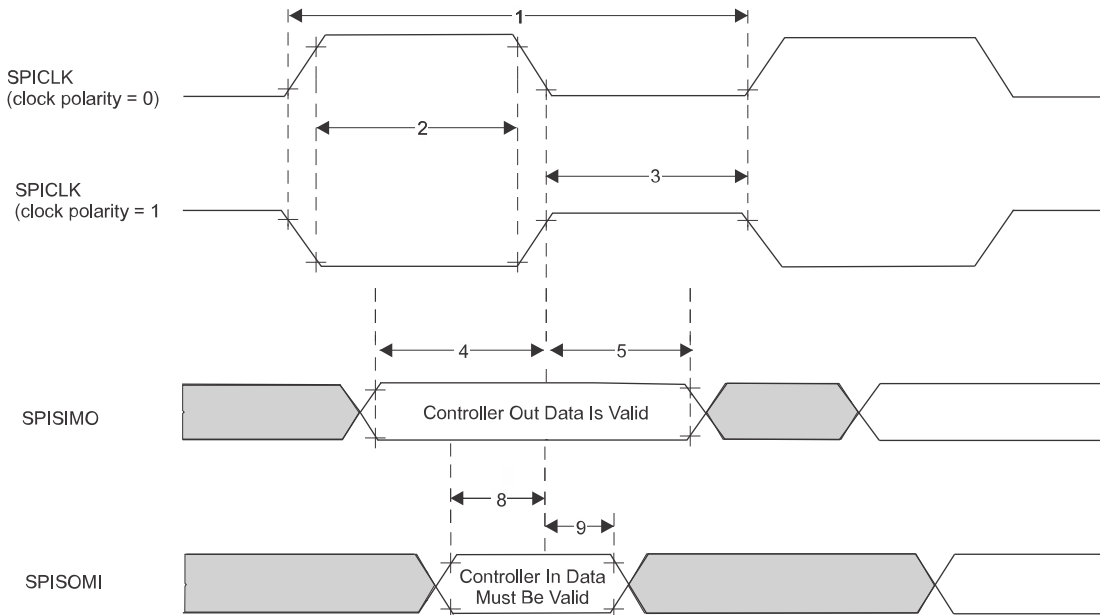 1
SPICLK
(clock polarity = 0)
2
3
SPICLK
(clock polarity = 1
4
5
SPISIMO
Controller Out Data Is Valid
8
9
SPISOMI
Controller In Data
Must Be Valid